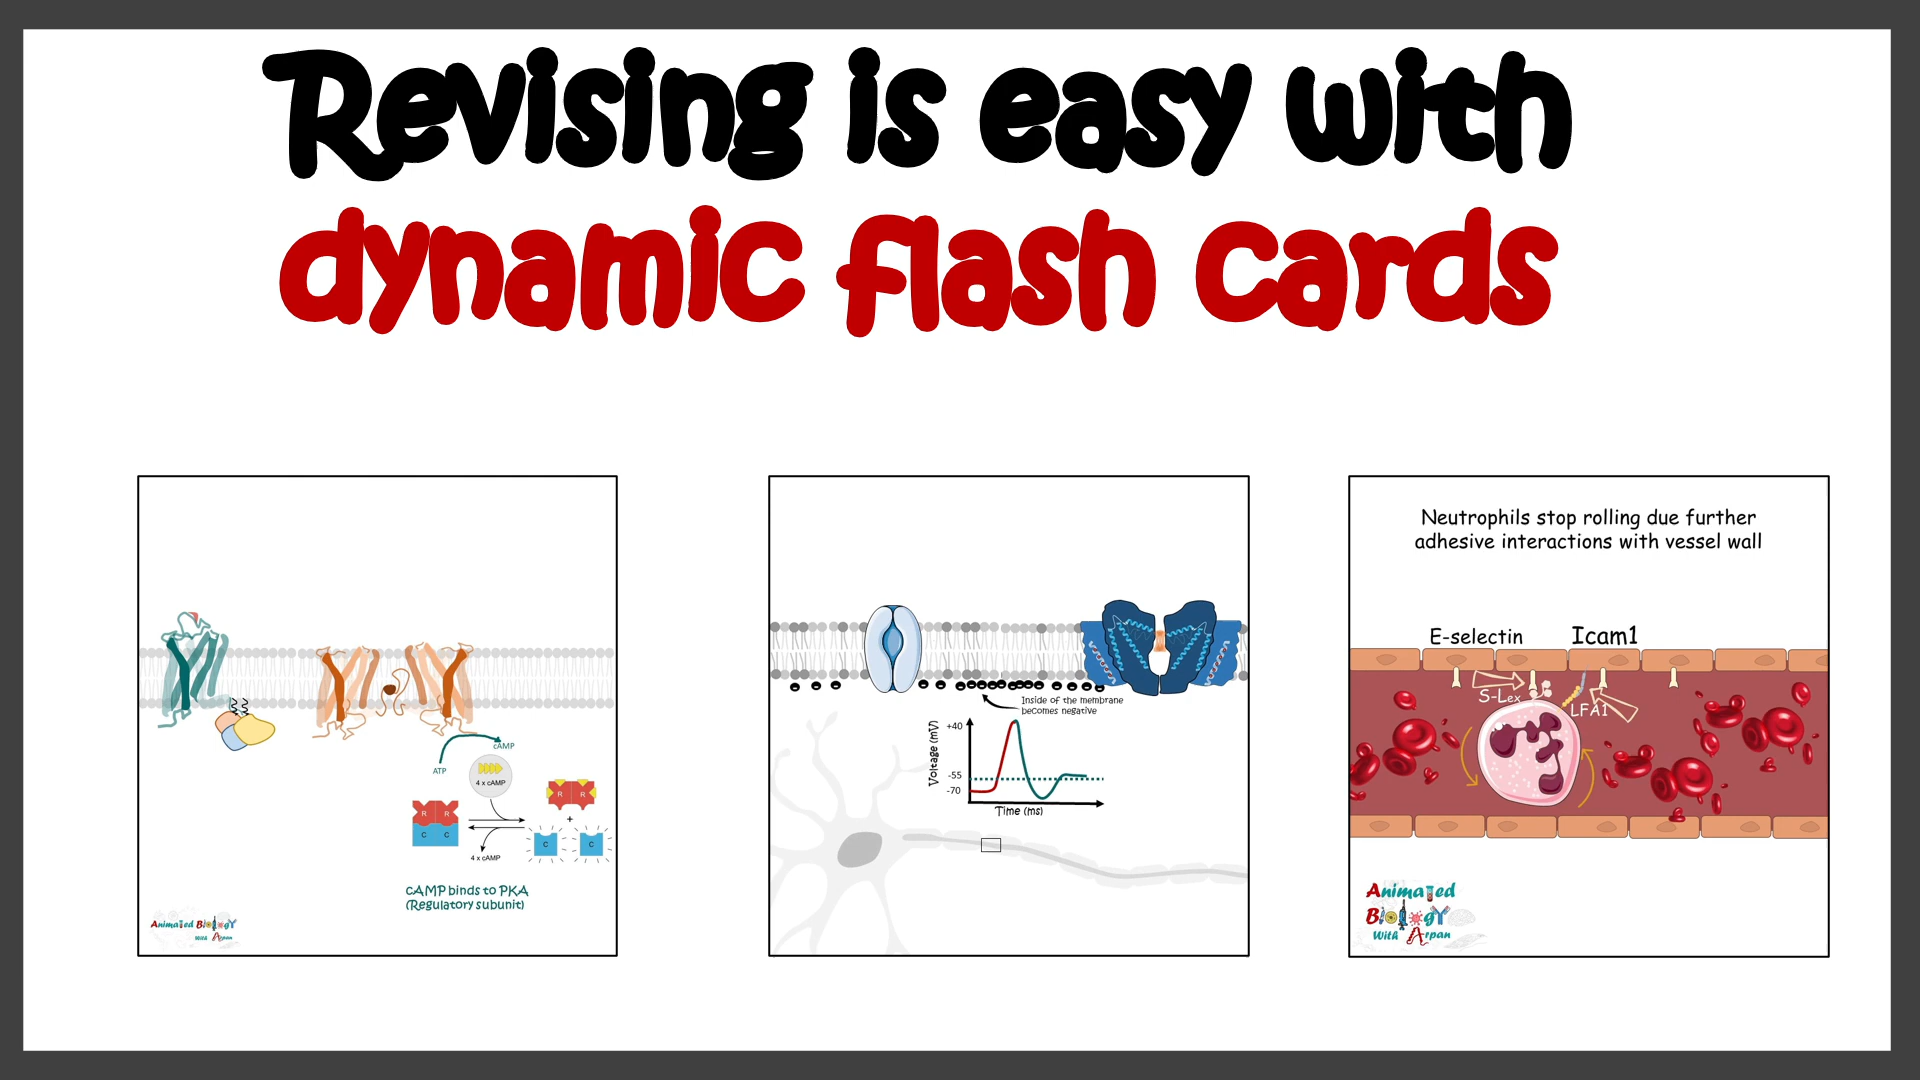 Revising is easy with
dynamic flash cards
cAMP
ATP
4 x cAMP
R R
C C
R R
+
C C
4 x cAMP
cAMP binds to PKA
(Regulatory subunit)
Animated Biology
With Arpan
Inside of the membrane
becomes negative
Voltage (mV)
+40
-55
-70
Time (ms)
Neutrophils stop rolling due further
adhesive interactions with vessel wall
E-selectin Icam1
S-Lex
LFA1
Animated
Biology
With Arpan